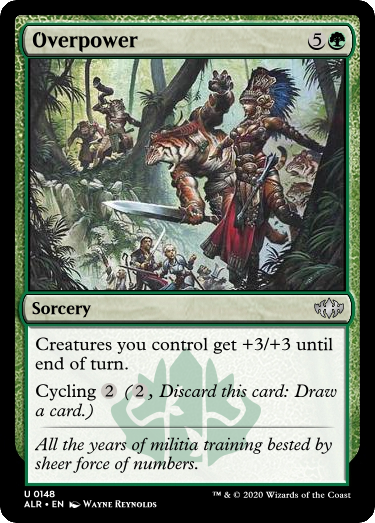 Overpower 5
Sorcery
Creatures you control get +3/+3 until
end of turn.
Cycling 2 (2, Discard this card: Draw
a card.)
All the years of militia training bested by
sheer force of numbers.
U 0148
ALR • EN Wayne Reynolds
™ & © 2020 Wizards of the Coast